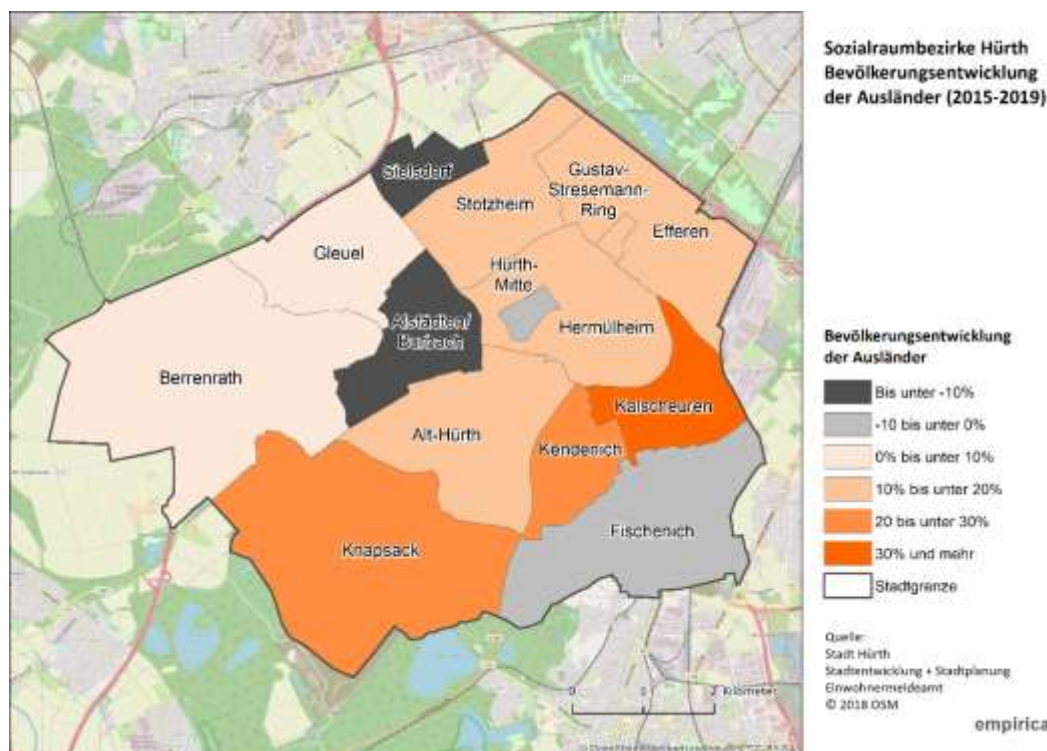 Sozialraumbezirke Hürth
Bevölkerungsentwicklung
der Ausländer (2015-2019)
Sielsdorf
Gustav-
Stresemann-
Ring
Stotzheim
Efferen
Gleuel
Hürth-
Mitte
Alstädten/
Burbach
Hermülheim
Berrenrath
Kalscheuren
Alt-Hürth
Kendenich
Fischenich
Knapsack
Bevölkerungsentwicklung
der Ausländer
Bis unter -10%
-10 bis unter 0%
0% bis unter 10%
10% bis unter 20%
20 bis unter 30%
30% und mehr
Stadtgrenze
0 1 2
Kilometer
Quelle:
Stadt Hürth
Stadtentwicklung + Stadtplanung
Einwohnermeldeamt
© 2018 OSM
empirica